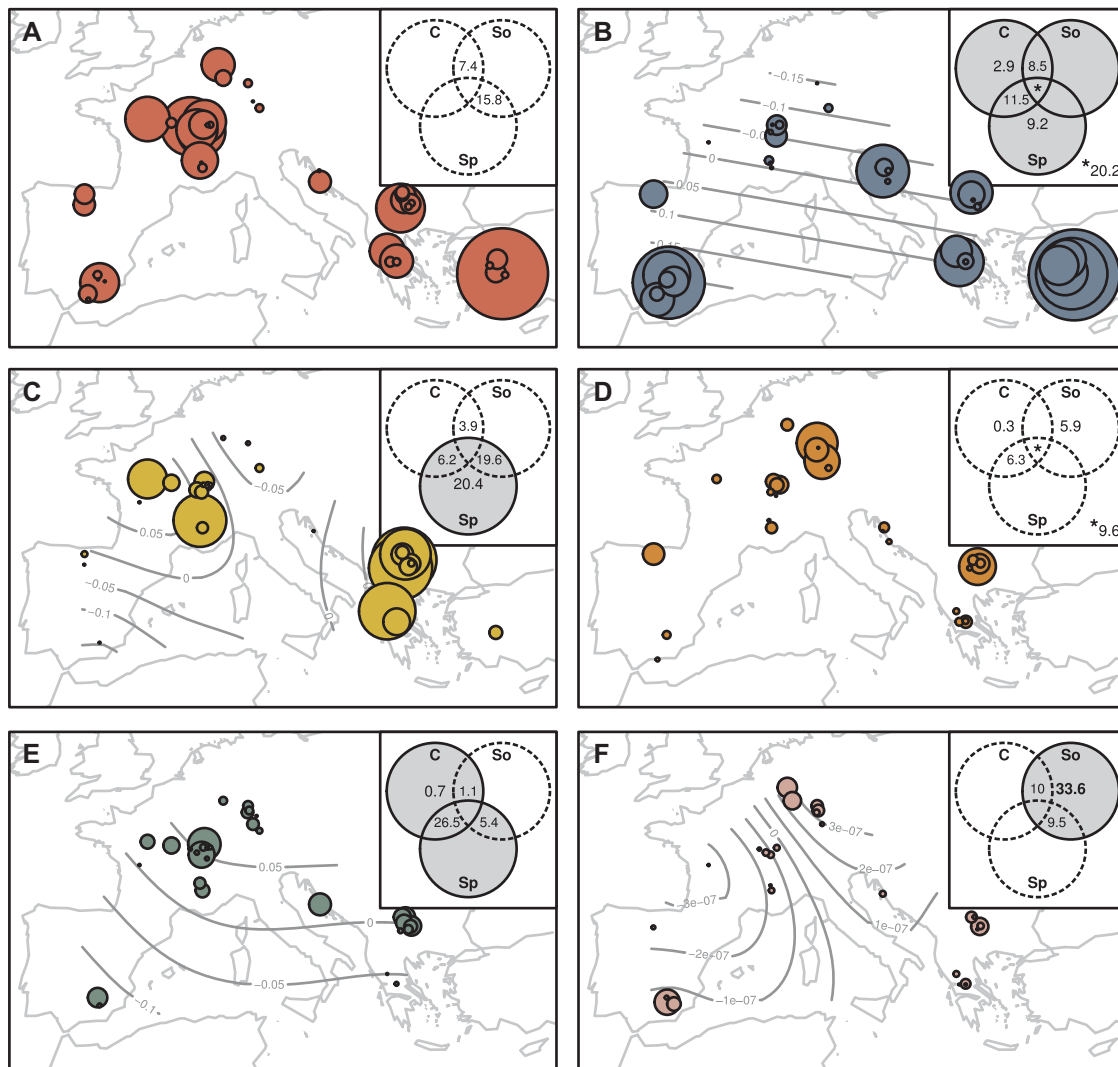 A
C
So
7.4
15.8
Sp
B
-0.15
-0.1
0
0.05
0.1
C
So
2.9
8.5
*
11.5
9.2
Sp
*20.2
C
-0.05
0.05
0
-0.05
-0.1
C
So
3.9
6.2
19.6
20.4
Sp
D
C
So
0.3
5.9
*
6.3
Sp
*9.6
E
0.05
0
-0.05
-0.1
C
So
0.7
1.1
26.5
5.4
Sp
F
0
3e-07
2e-07
1e-07
-3e-07
-2e-07
-1e-07
C
So
10
33.6
9.5
Sp